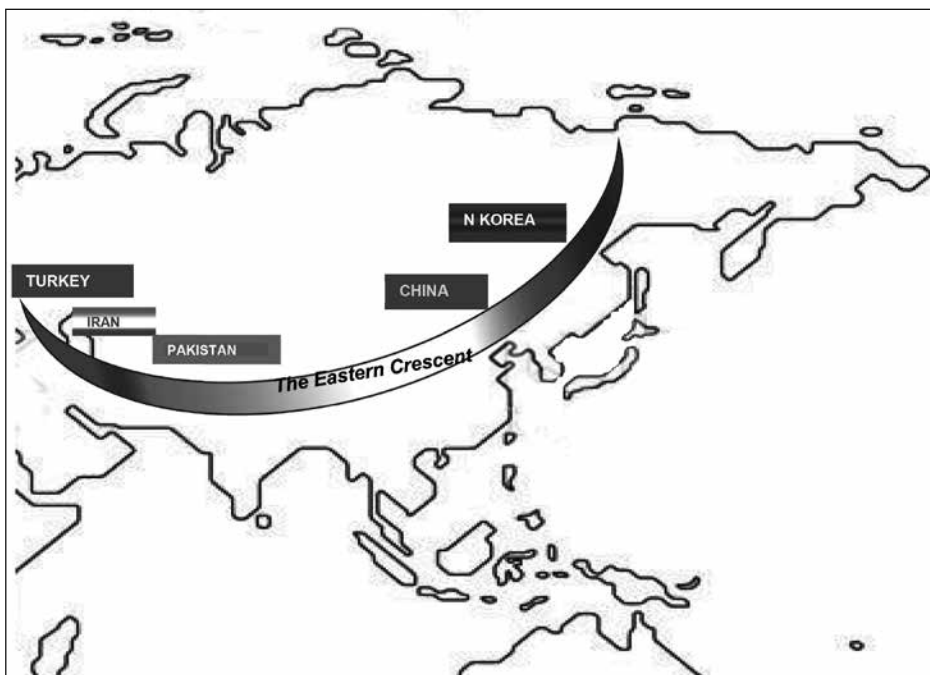 N KOREA
TURKEY
CHINA
IRAN
PAKISTAN
The Eastern Crescent